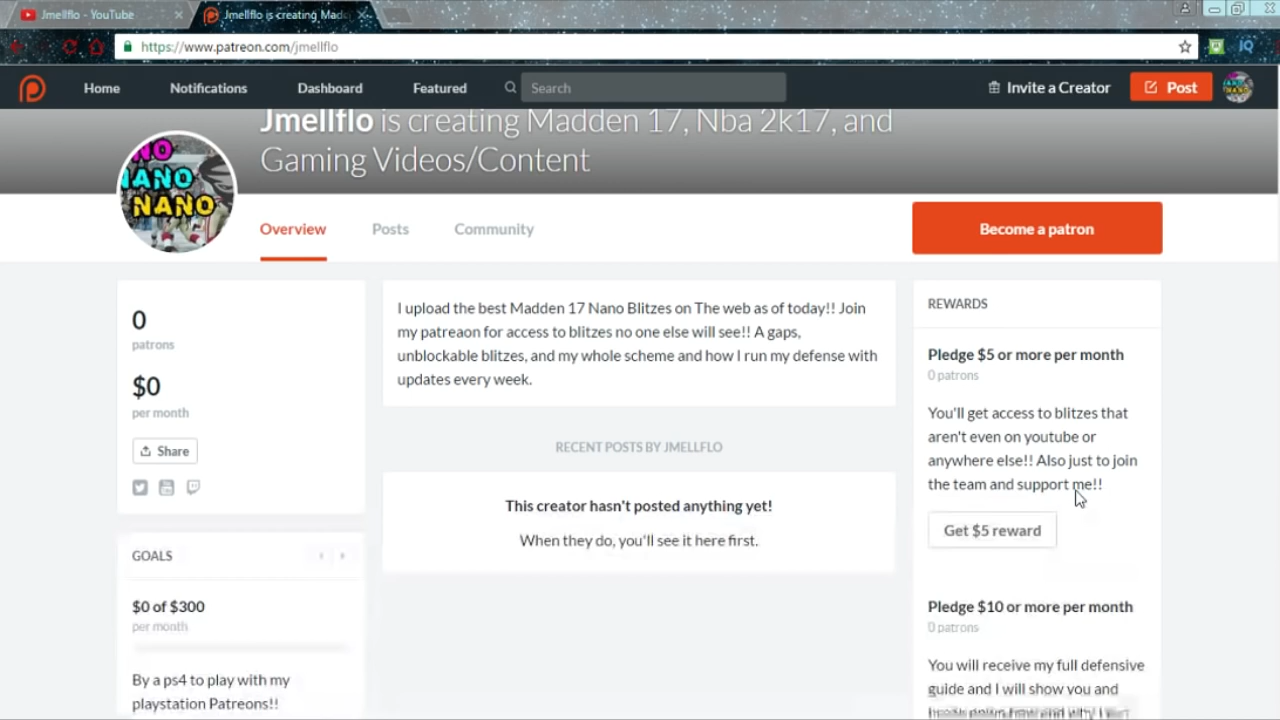 Jmellflo - YouTube
Jmellflo is creating Madd
https://www.patreon.com/jmellflo
IQ
Home
Notifications
Dashboard
Featured
Search
Invite a Creator
Post
Jmellflo is creating Madden 17, Nba 2k17, and
Gaming Videos/Content
NO
NANO
NANO
Overview
Posts
Community
Become a patron
0
patrons
$0
per month
Share
GOALS
$0 of $300
per month
By a ps4 to play with my
playstation Patreons!!
I upload the best Madden 17 Nano Blitzes on The web as of today!! Join
my patreaon for access to blitzes no one else will see!! A gaps,
unblockable blitzes, and my whole scheme and how I run my defense with
updates every week.
RECENT POSTS BY JMELLFLO
This creator hasn't posted anything yet!
When they do, you'll see it here first.
REWARDS
Pledge $5 or more per month
0 patrons
You'll get access to blitzes that
aren't even on youtube or
anywhere else!! Also just to join
the team and support me!!
Get $5 reward
Pledge $10 or more per month
0 patrons
You will receive my full defensive
guide and I will show you and